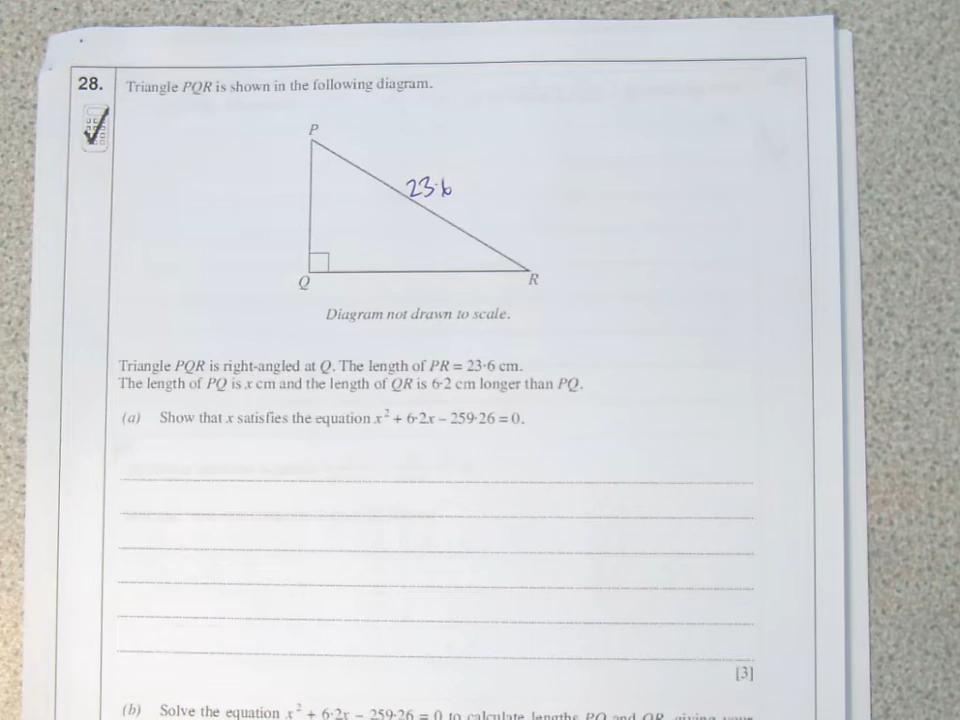 28. Triangle PQR is shown in the following diagram.
P
23·6
Q
R
Diagram not drawn to scale.
Triangle PQR is right-angled at Q. The length of PR = 23·6 cm.
The length of PQ is x cm and the length of QR is 6·2 cm longer than PQ.
(a) Show that x satisfies the equation x² + 6·2x − 259·26 = 0.
[3]
(b) Solve the equation x² + 6·2x − 259·26 = 0 to calculate lengths PQ and QR, giving your